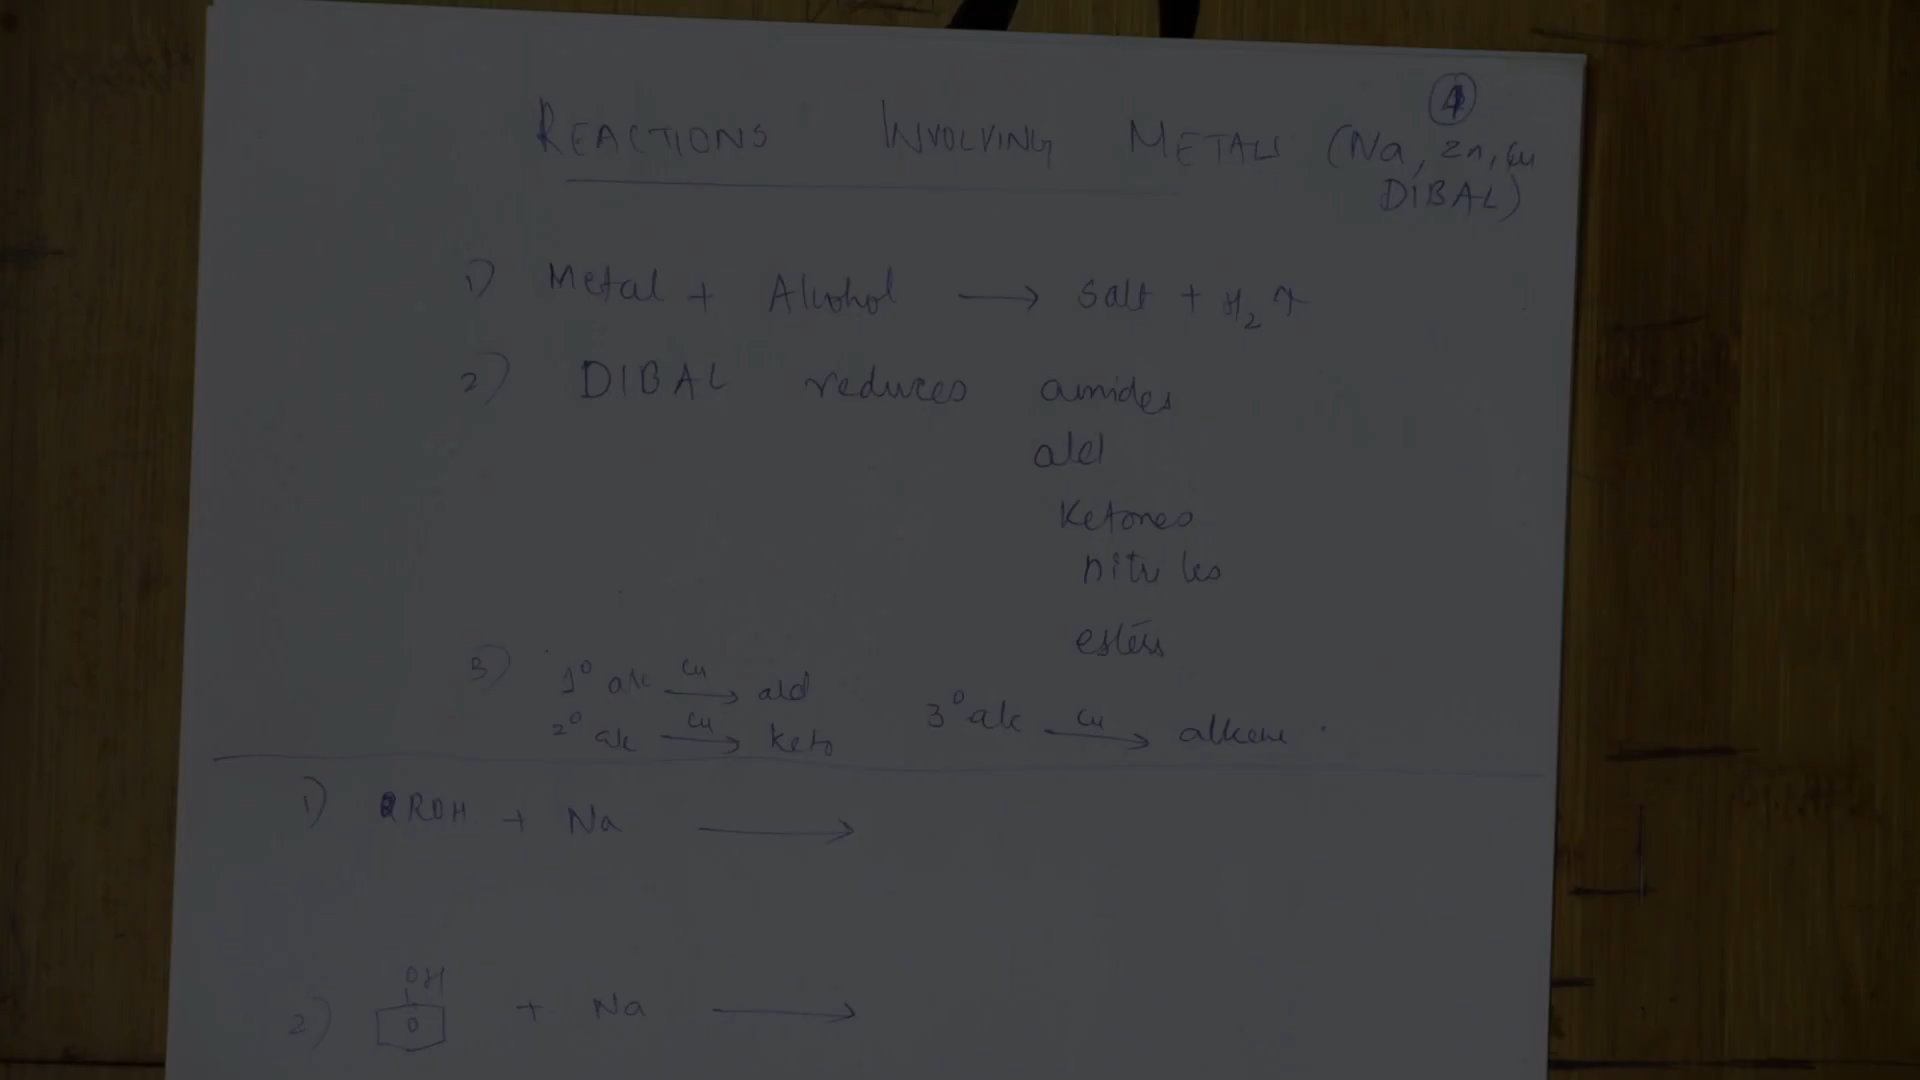 ④
REACTIONS INVOLVING METALS (Na, Zn, Cu
DIBAL)
1) Metal + Alcohol → Salt + H₂ ↑
2) DIBAL reduces amides
ald
Ketones
nitriles
esters
3) 1° alc Cu→ ald
2° alc Cu→ keto
3° alc Cu→ alkene
1) 2ROH + Na →
2) OH + Na →